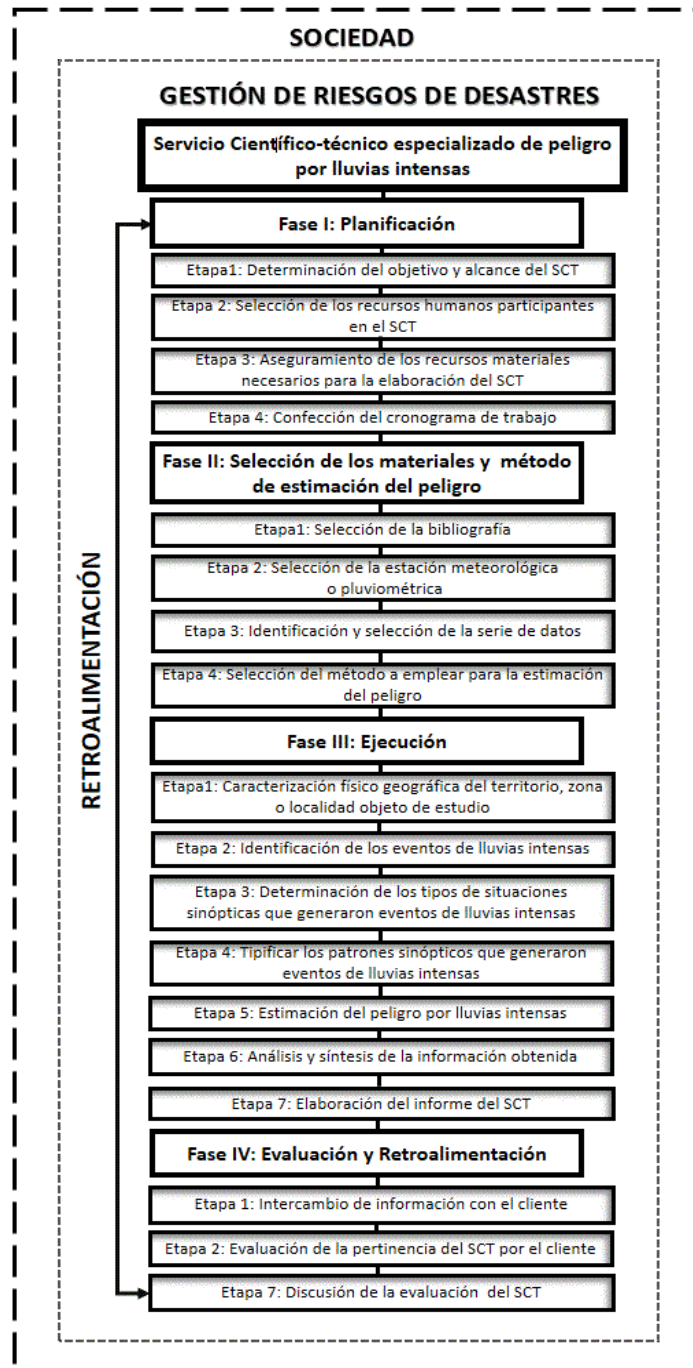 SOCIEDAD
GESTIÓN DE RIESGOS DE DESASTRES
Servicio Científico-técnico especializado de peligro
por lluvias intensas
Fase I: Planificación
Etapa1: Determinación del objetivo y alcance del SCT
Etapa 2: Selección de los recursos humanos participantes
en el SCT
Etapa 3: Aseguramiento de los recursos materiales
necesarios para la elaboración del SCT
Etapa 4: Confección del cronograma de trabajo
Fase II: Selección de los materiales y método
de estimación del peligro
Etapa1: Selección de la bibliografía
Etapa 2: Selección de la estación meteorológica
o pluviométrica
Etapa 3: Identificación y selección de la serie de datos
Etapa 4: Selección del método a emplear para la estimación
del peligro
Fase III: Ejecución
Etapa1: Caracterización físico geográfica del territorio, zona
o localidad objeto de estudio
Etapa 2: Identificación de los eventos de lluvias intensas
Etapa 3: Determinación de los tipos de situaciones
sinópticas que generaron eventos de lluvias intensas
Etapa 4: Tipificar los patrones sinópticos que generaron
eventos de lluvias intensas
Etapa 5: Estimación del peligro por lluvias intensas
Etapa 6: Análisis y síntesis de la información obtenida
Etapa 7: Elaboración del informe del SCT
Fase IV: Evaluación y Retroalimentación
Etapa 1: Intercambio de información con el cliente
Etapa 2: Evaluación de la pertinencia del SCT por el cliente
Etapa 7: Discusión de la evaluación del SCT
RETROALIMENTACIÓN